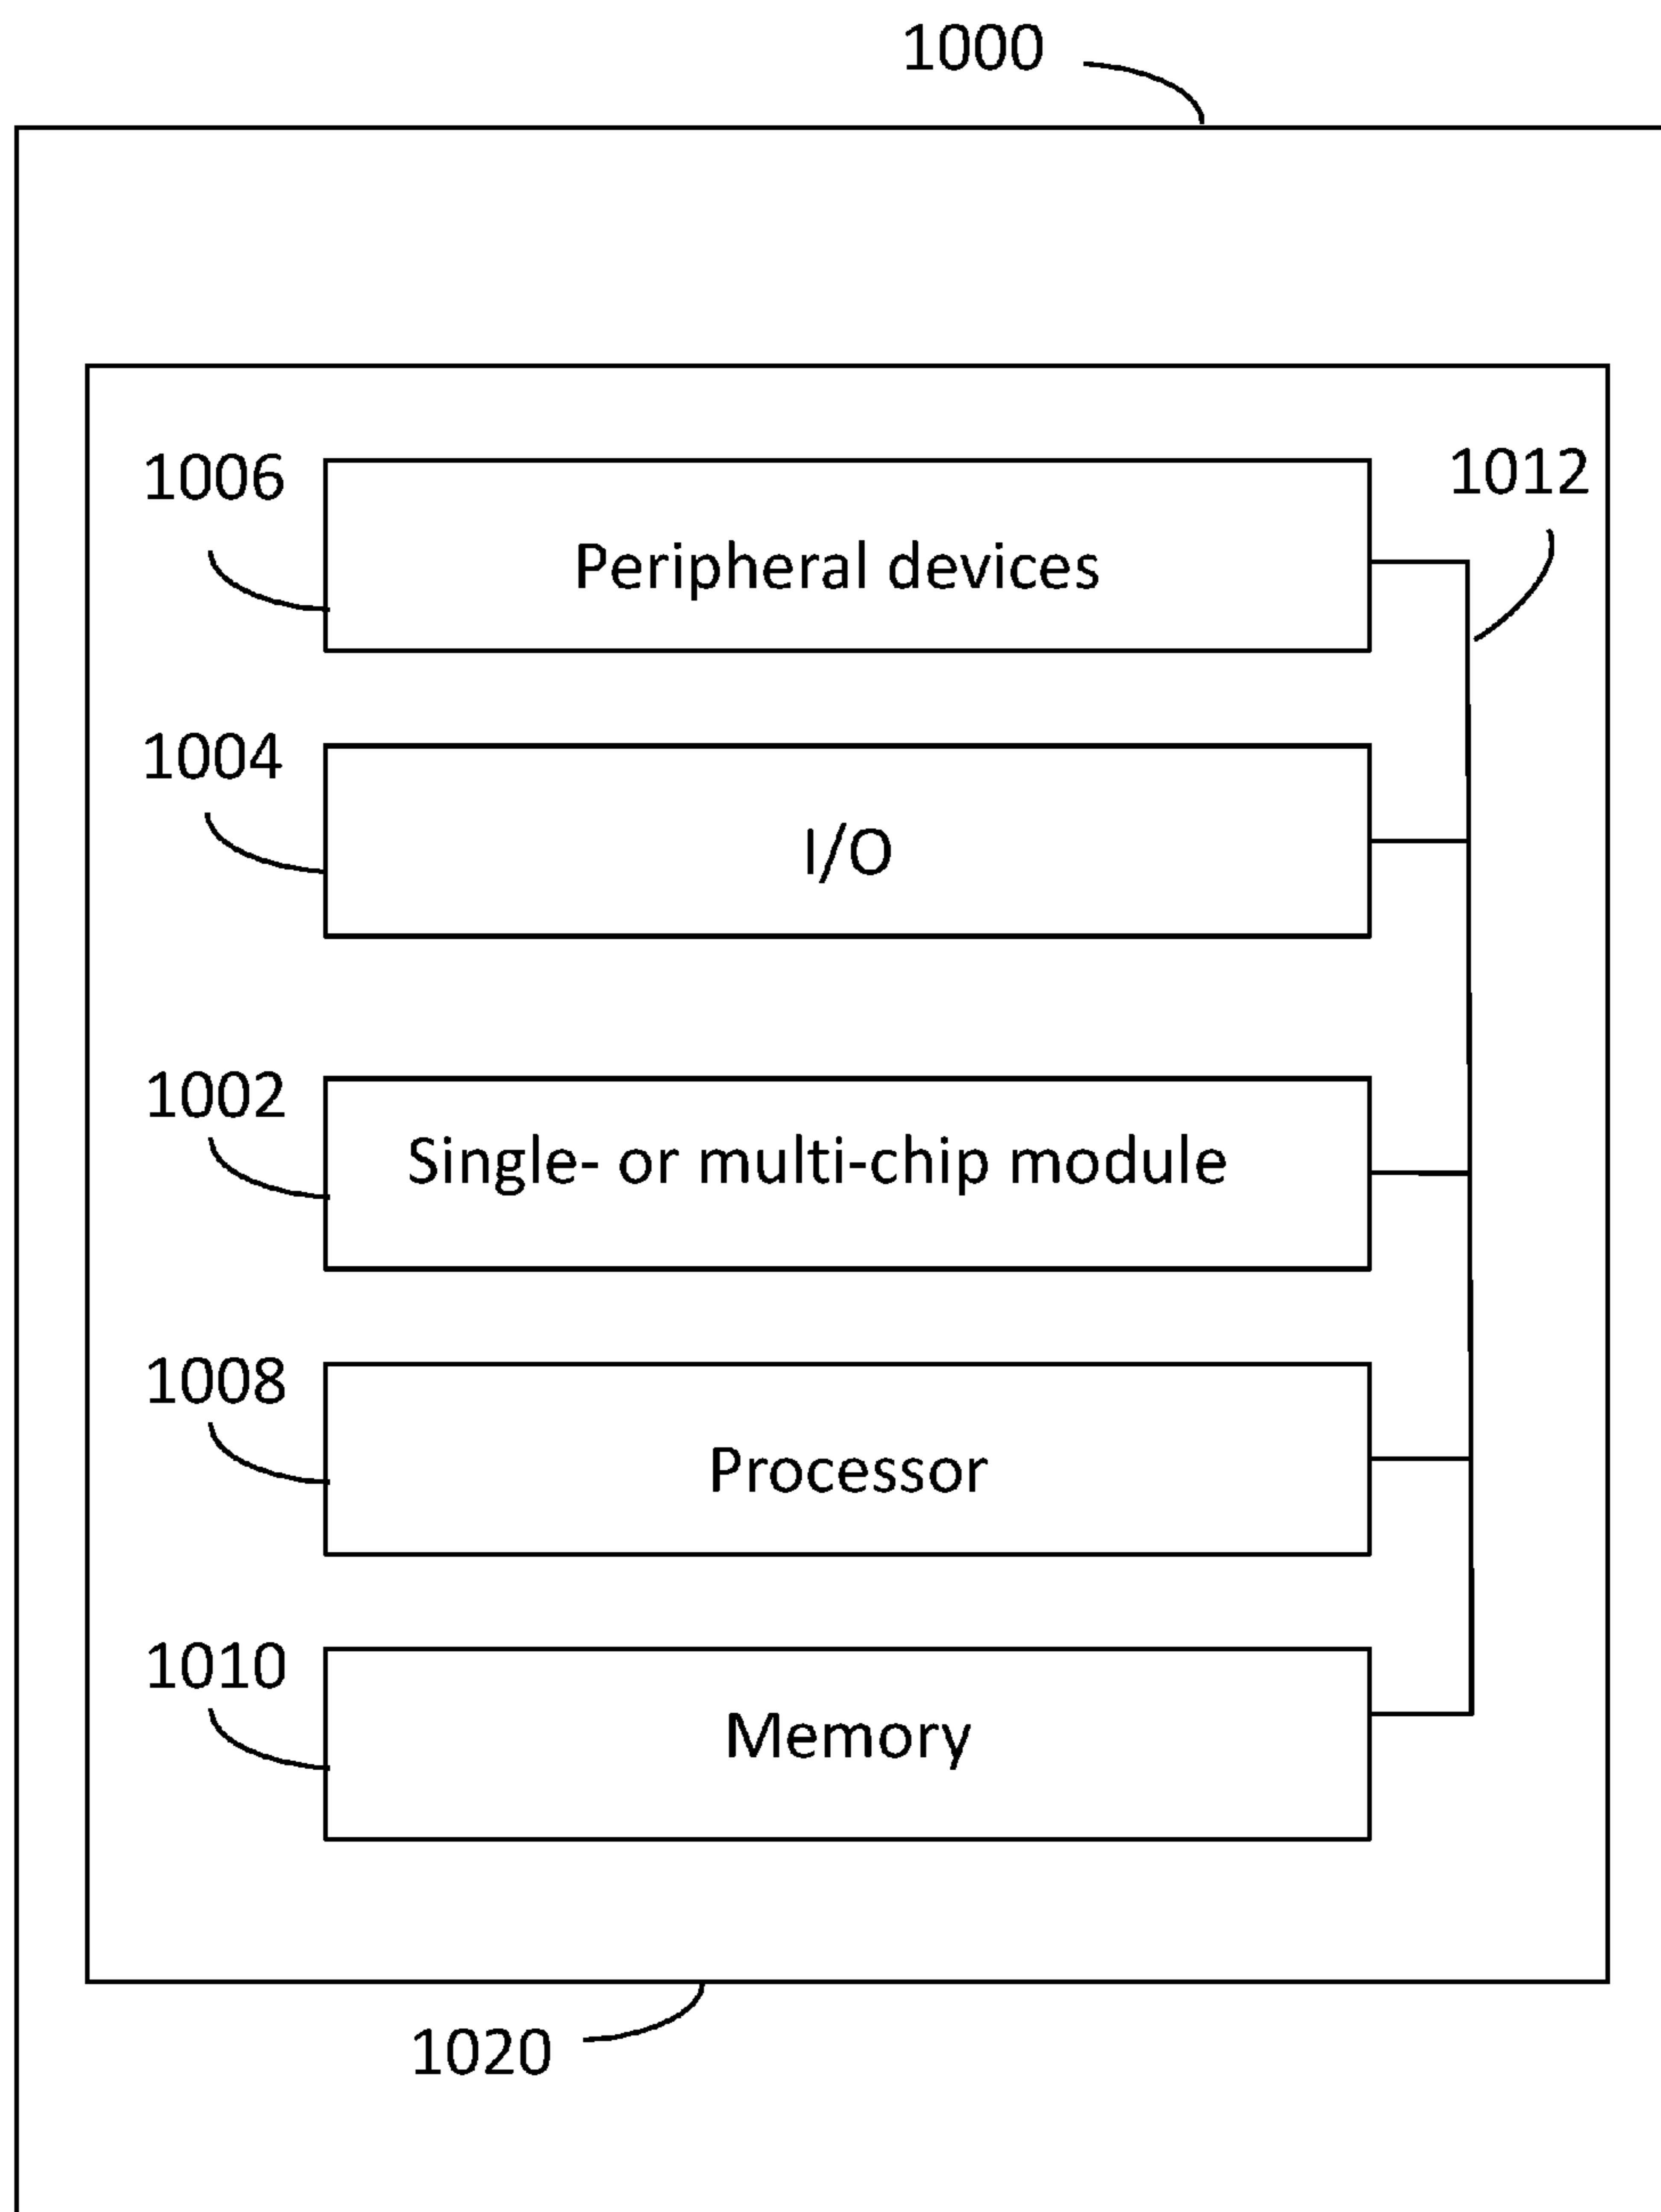 1000
1006
1012
Peripheral devices
1004
I/O
1002
Single- or multi-chip module
1008
Processor
1010
Memory
1020